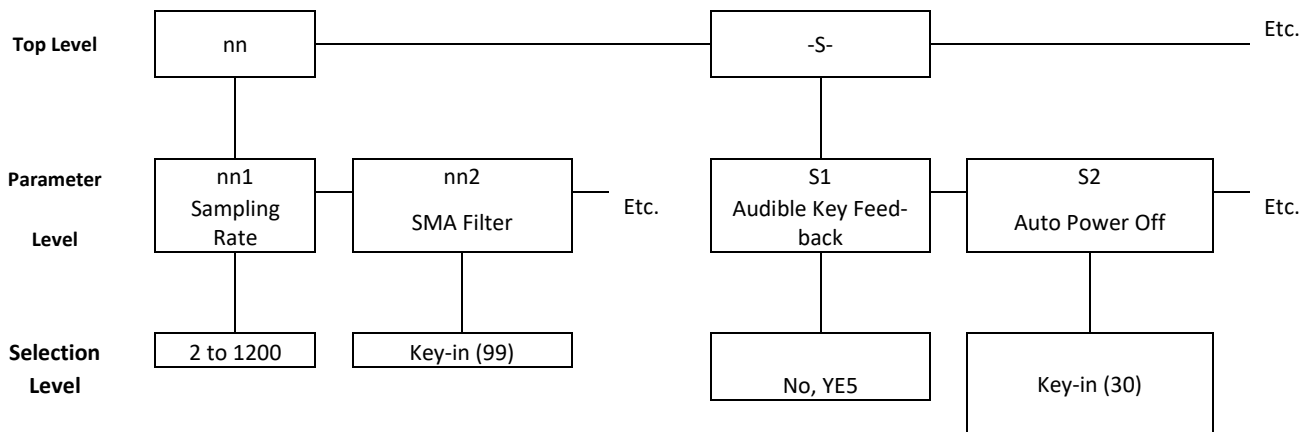 Top Level
nn
-S-
Etc.
Parameter
Level
nn1
Sampling
Rate
nn2
SMA Filter
Etc.
S1
Audible Key Feed-
back
S2
Auto Power Off
Etc.
Selection
Level
2 to 1200
Key-in (99)
No, YE5
Key-in (30)